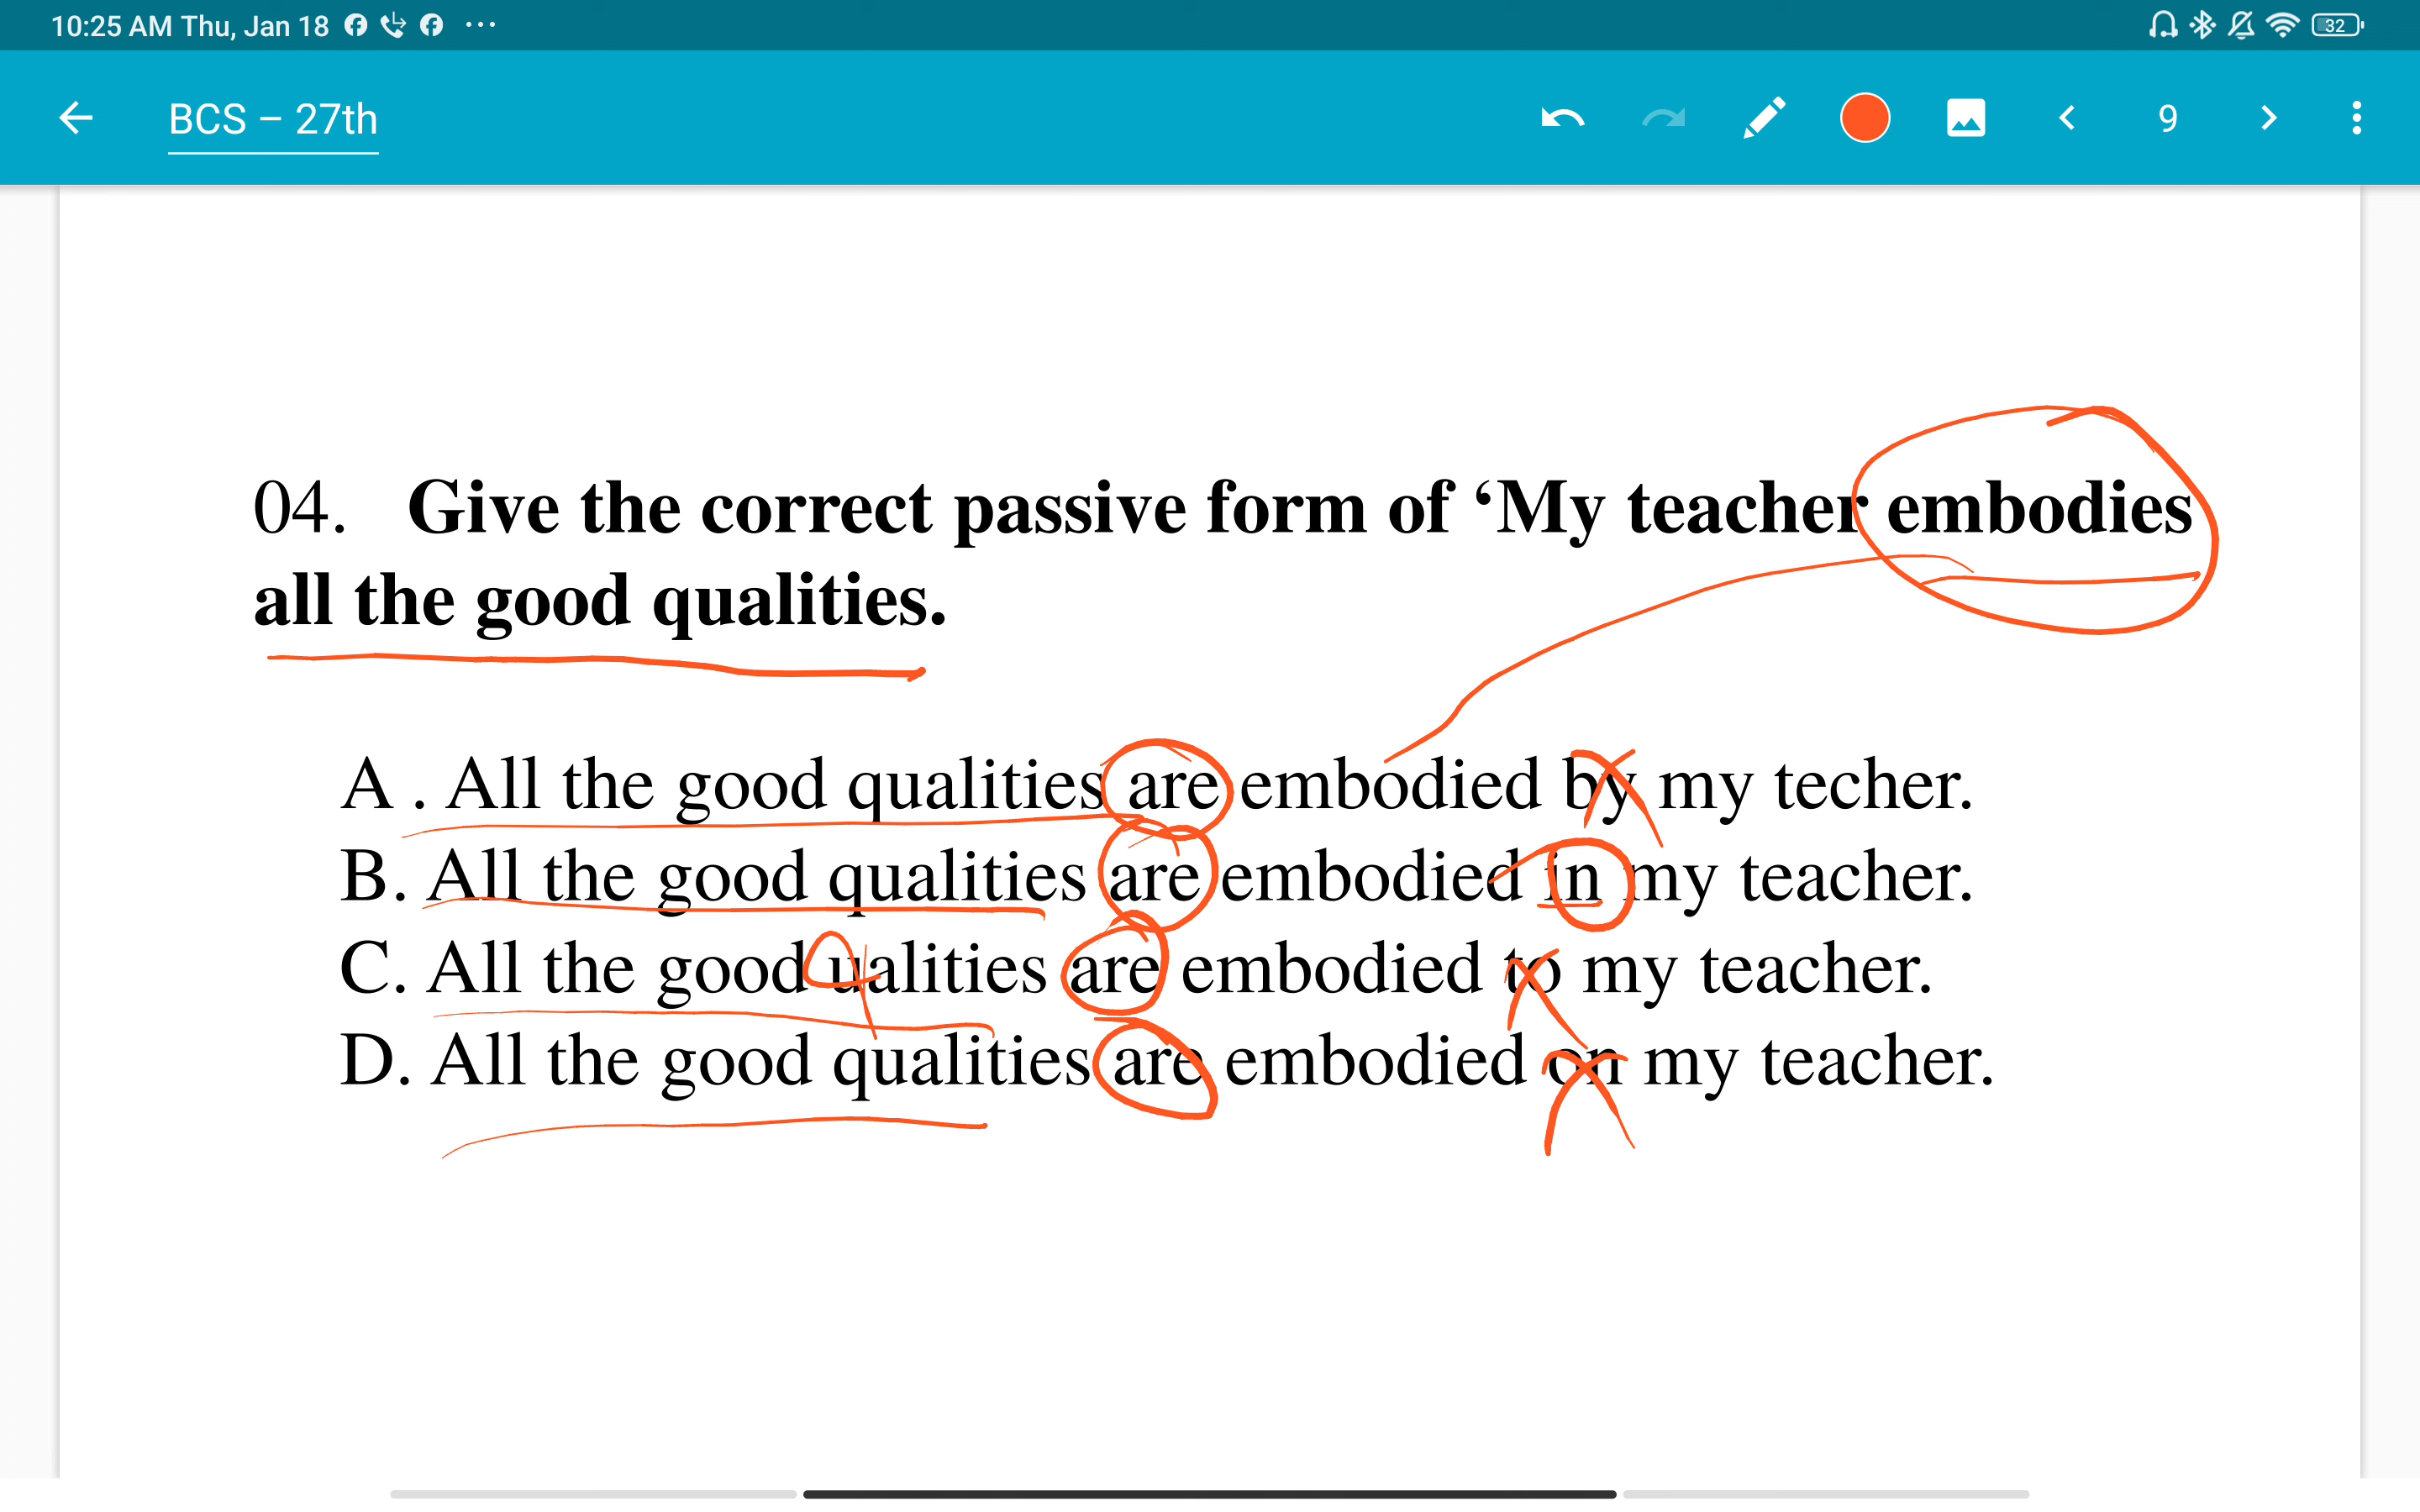 10:25 AM Thu, Jan 18 ... 32
BCS – 27th 9
04. Give the correct passive form of ‘My teacher embodies
all the good qualities.
A . All the good qualities are embodied by my techer.
B. All the good qualities are embodied in my teacher.
C. All the good qualities are embodied to my teacher.
D. All the good qualities are embodied on my teacher.